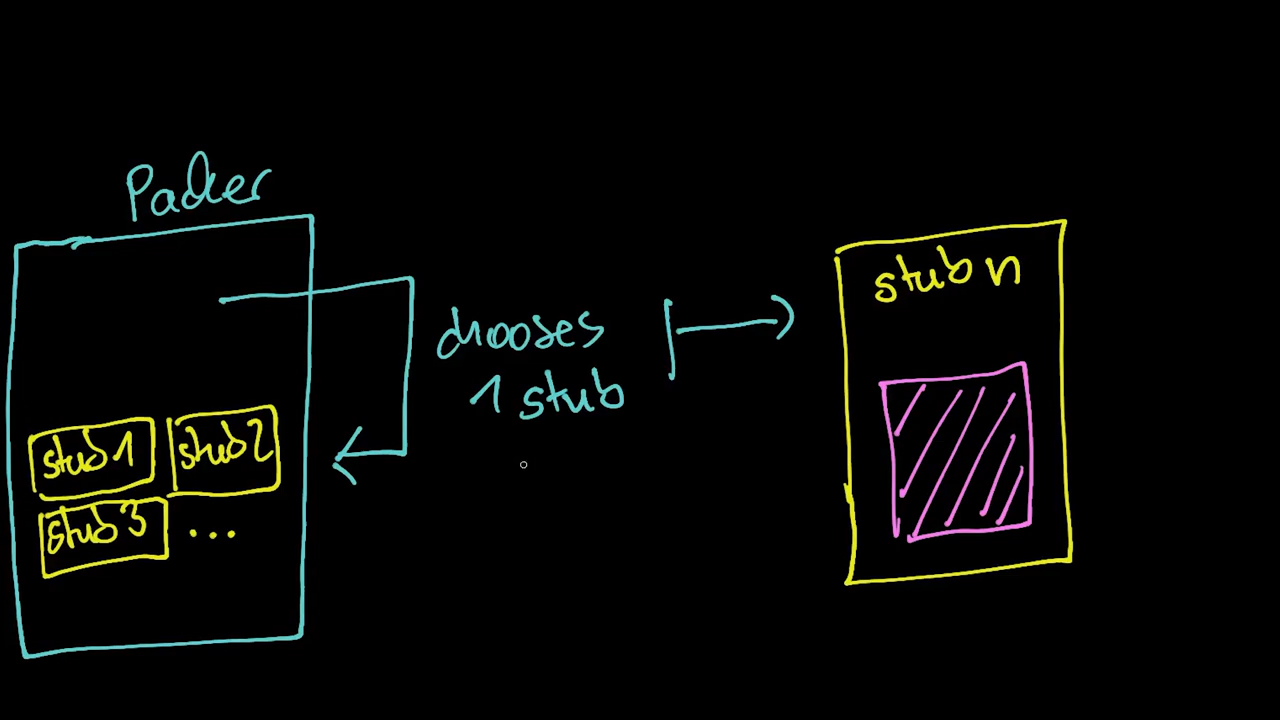 Packer
chooses
1 stub
stub n
stub1
stub2
stub3
...